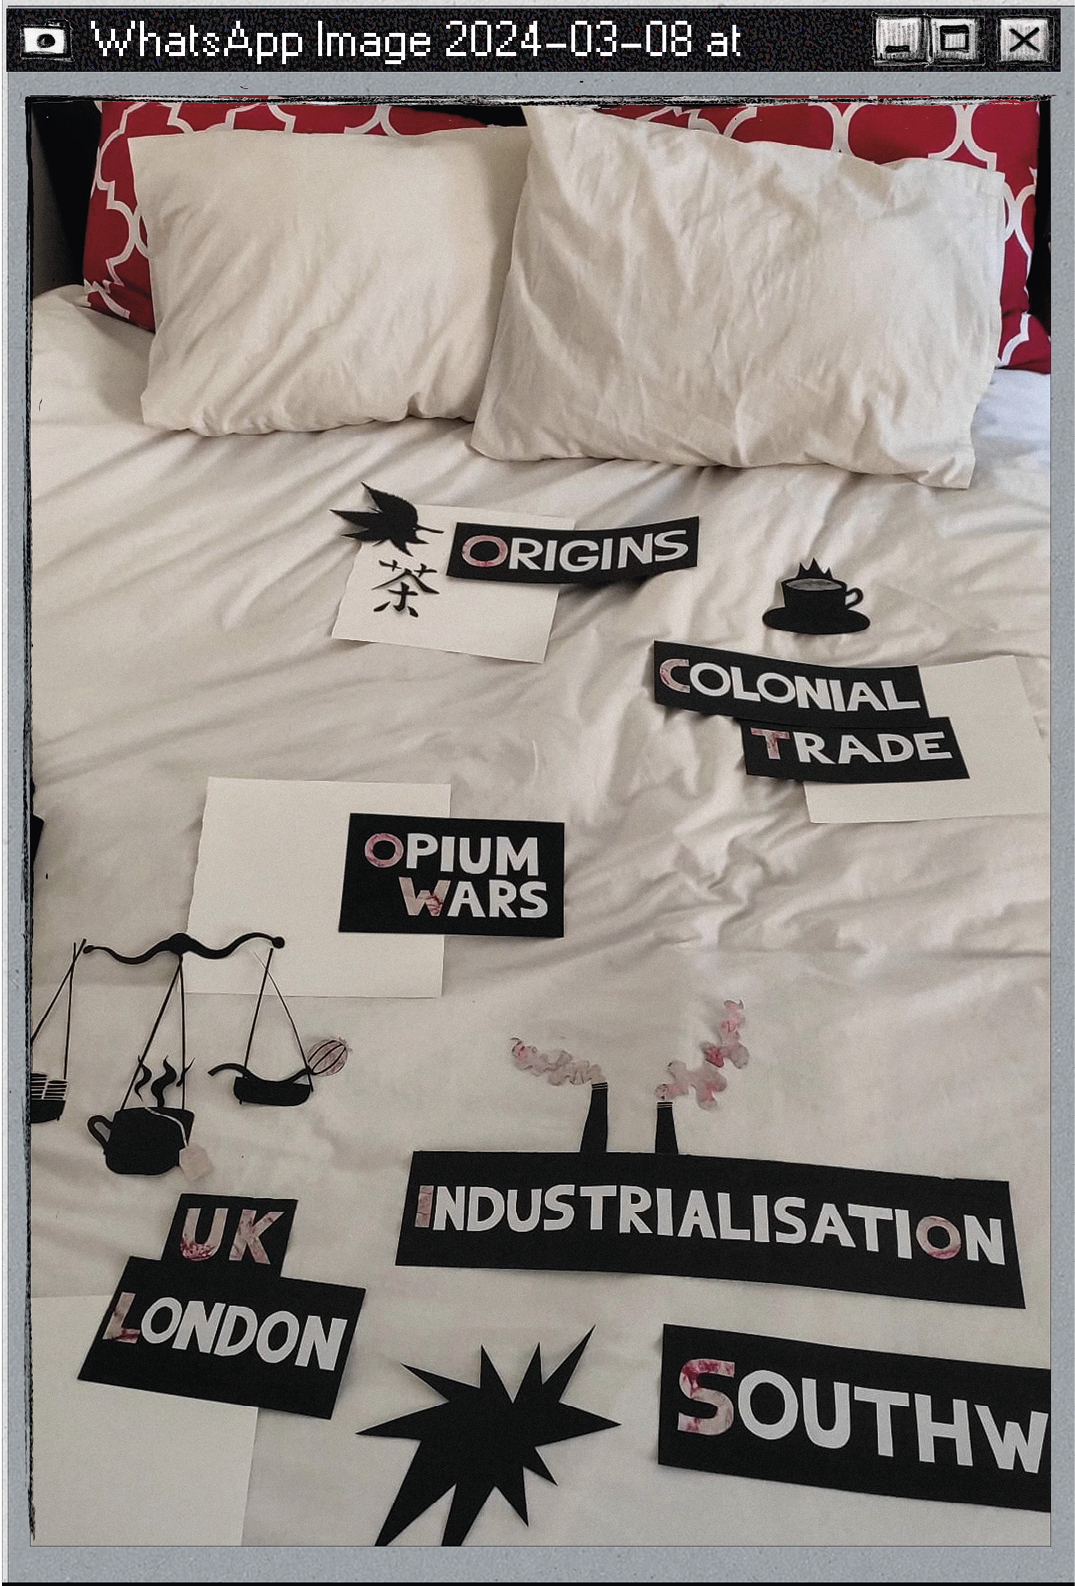 WhatsApp Image 2024-03-08 at
ORIGINS
茶
COLONIAL
TRADE
OPIUM
WARS
INDUSTRIALISATION
UK
LONDON
SOUTHW